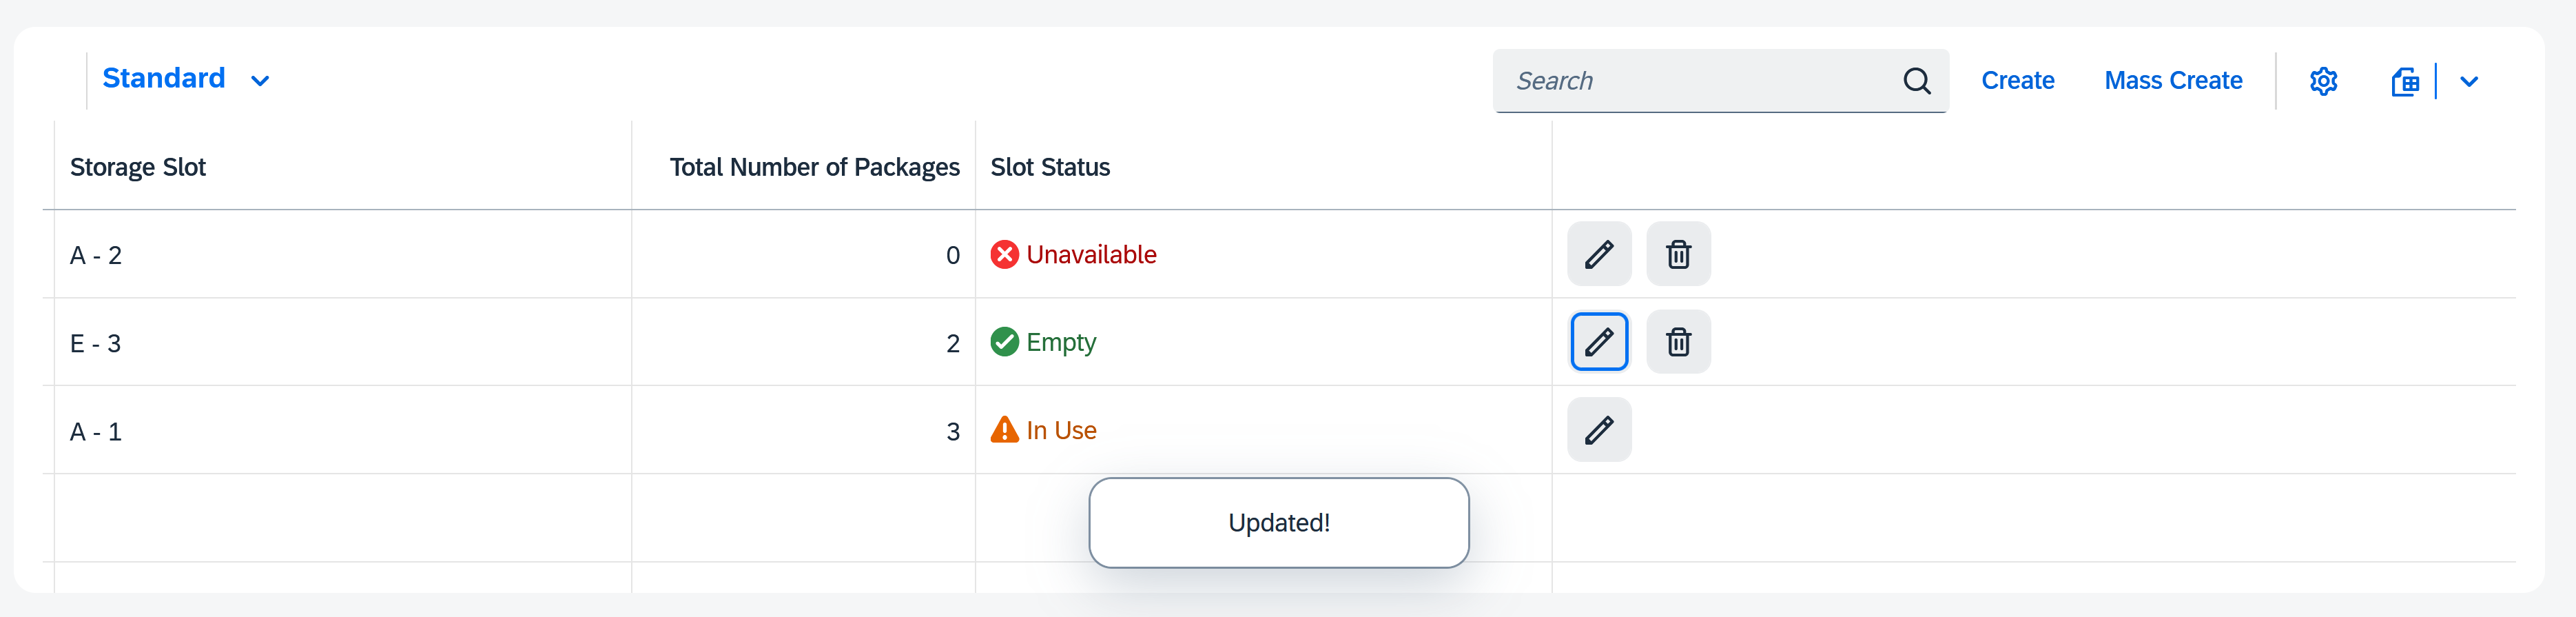 Standard
Search
Create
Mass Create
Storage Slot
Total Number of Packages
Slot Status
A - 2
0
Unavailable
E - 3
2
Empty
A - 1
3
In Use
Updated!